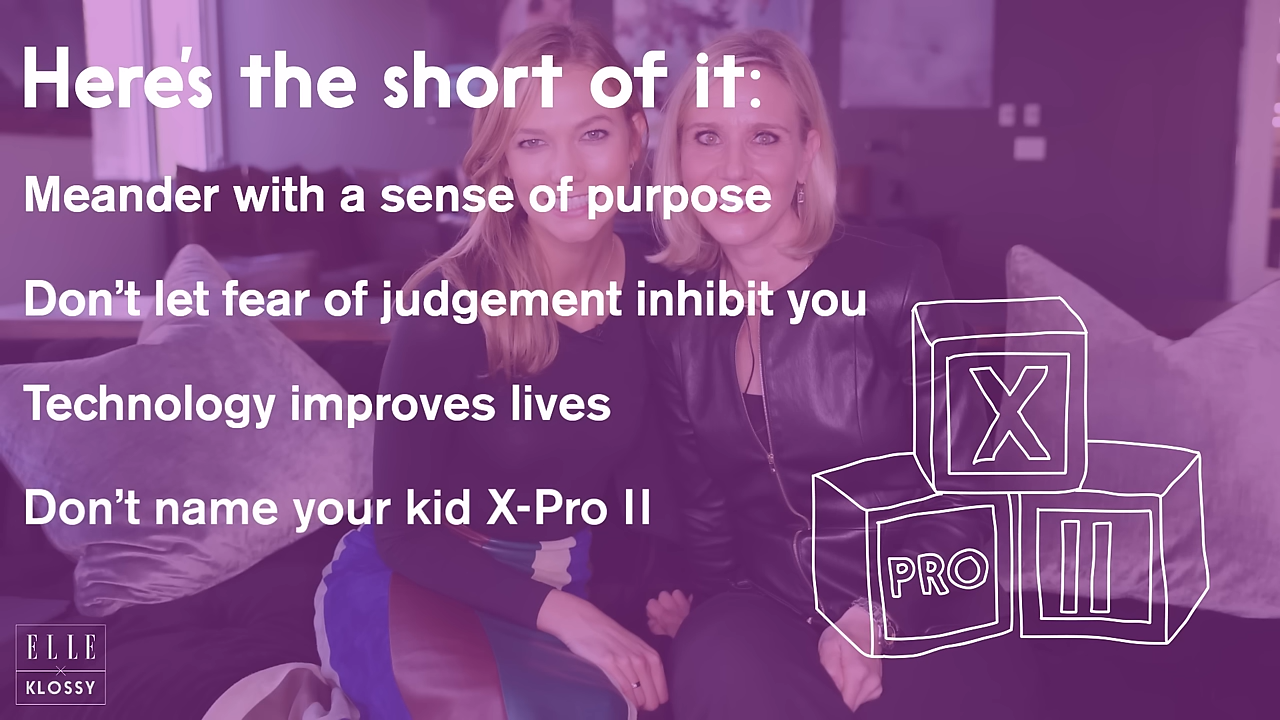 Here's the short of it:
Meander with a sense of purpose
Don't let fear of judgement inhibit you
Technology improves lives
Don't name your kid X-Pro II
X
PRO
II
ELLE
X
KLOSSY